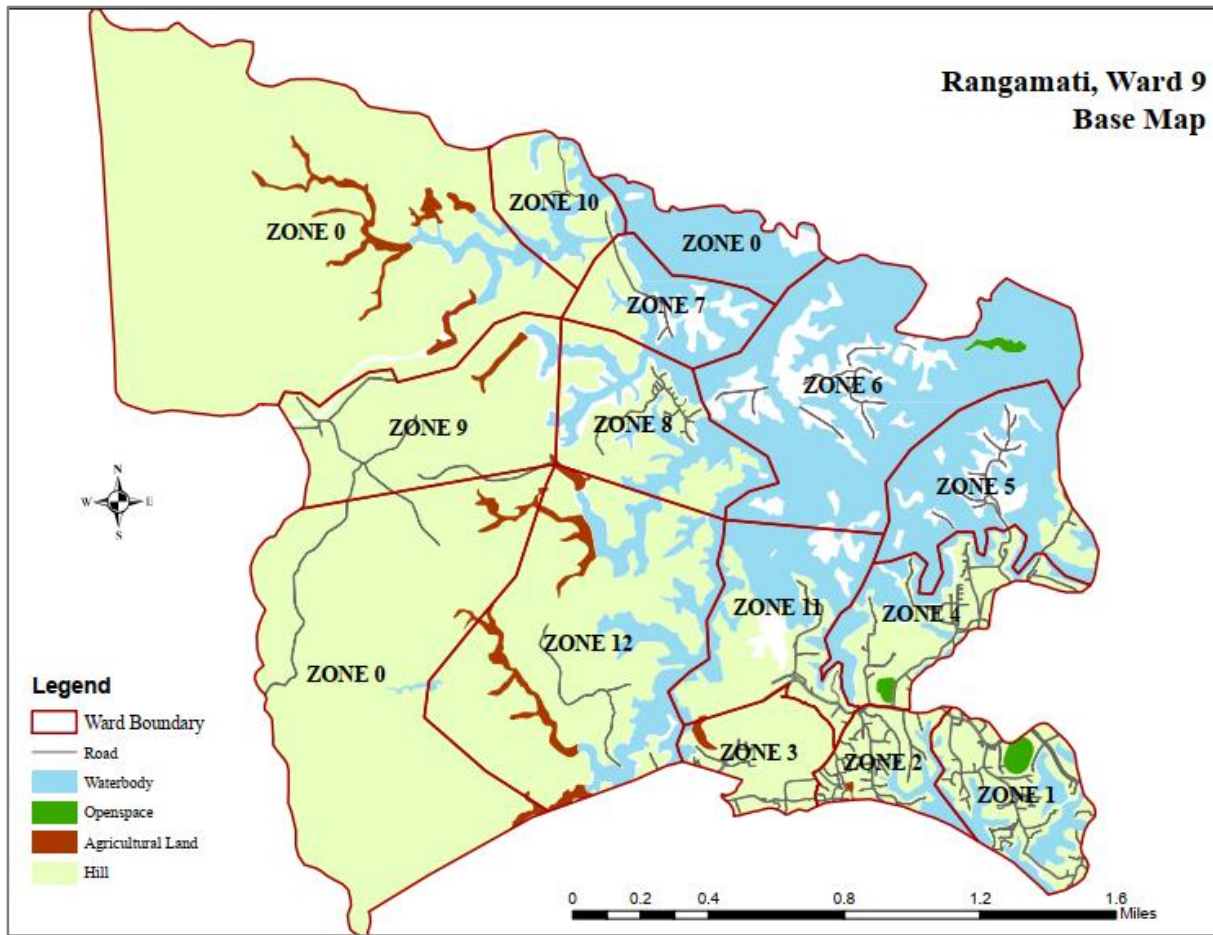 Rangamati, Ward 9
Base Map
ZONE 10
ZONE 0
ZONE 0
ZONE 7
ZONE 6
ZONE 9
ZONE 8
ZONE 5
ZONE 11
ZONE 4
ZONE 12
ZONE 0
ZONE 3
ZONE 2
ZONE 1
N
W
E
S
Legend
Ward Boundary
Road
Waterbody
Openspace
Agricultural Land
Hill
0 0.2 0.4 0.8 1.2 1.6
Miles